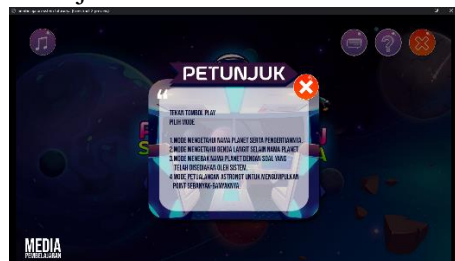 PETUNJUK
TEKAN TOMBOL PLAY
PILIH MODE
1.MODE MENGETAHUI NAMA PLANET SERTA PENGERTIANNYA.
2.MODE MENGETAHUI BENDA LANGIT SELAIN NAMA PLANET
3.MODE MENEBAK NAMA PLANET DENGAN SOAL YANG
TELAH DISEDIAKAN OLEH SISTEM.
4.MODE PETUALANGAN ASTRONOT UNTUK MENGUMPULKAN
POINT SEBANYAK-BANYAKNYA
MEDIA
PEMBELAJARAN